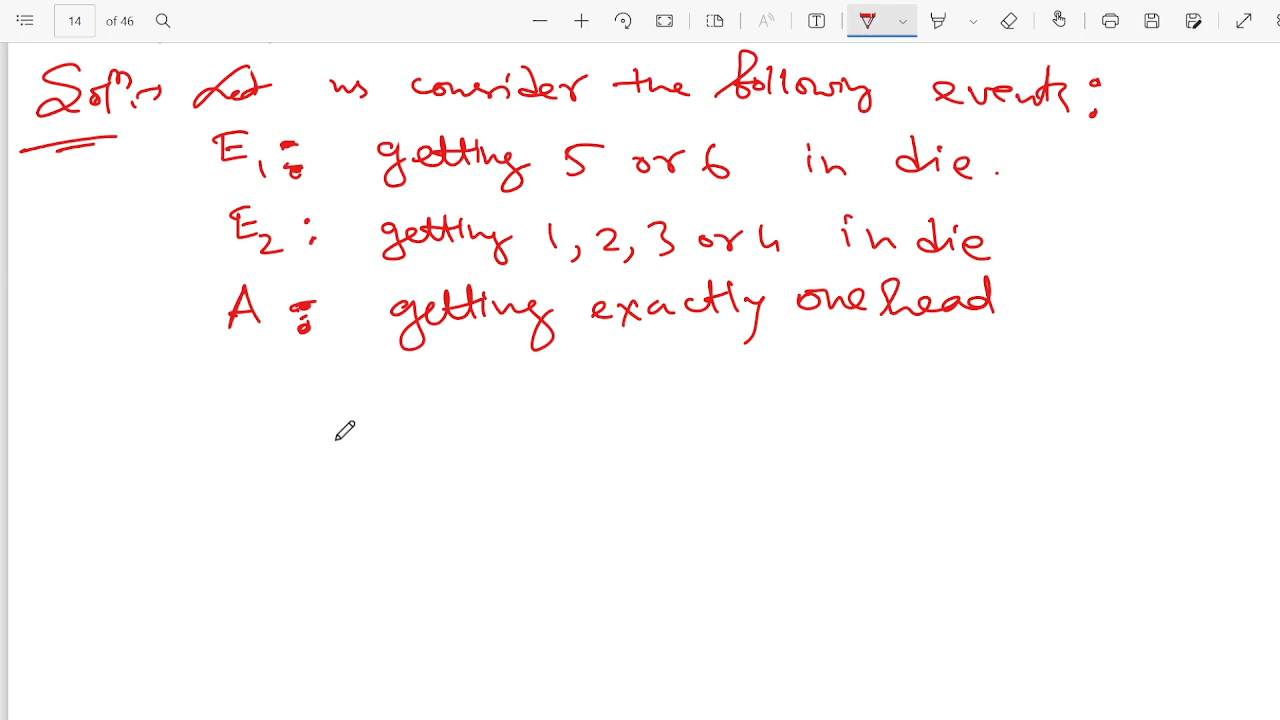 14 of 46
Solⁿ:→ Let us consider the following events:
E₁: getting 5 or 6 in die.
E₂: getting 1, 2, 3 or 4 in die
A: getting exactly one head